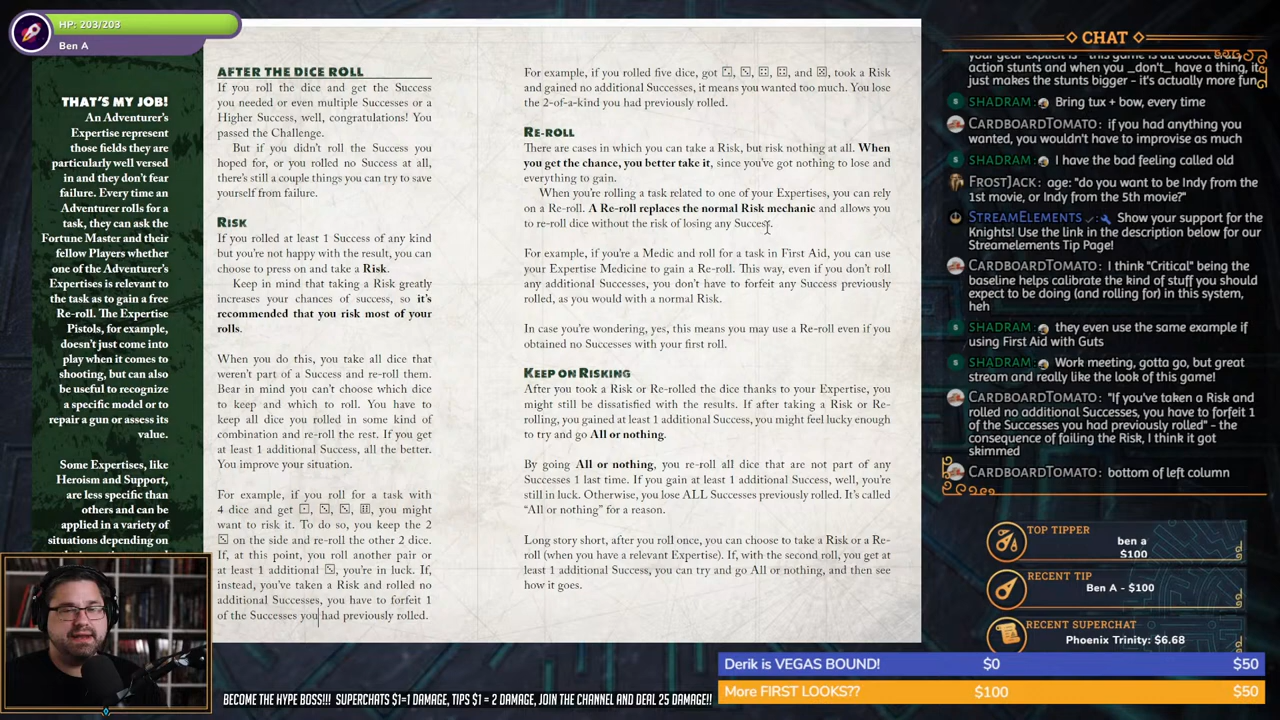 HP: 203/203
Ben A
THAT'S MY JOB!
An Adventurer's
Expertise represent
those fields they are
particularly well versed
in and they don't fear
failure. Every time an
Adventurer rolls for a
task, they can ask the
Fortune Master and their
fellow Players whether
one of the Adventurer's
Expertises is relevant to
the task as to gain a free
Re-roll. The Expertise
Pistols, for example,
doesn't just come into
play when it comes to
shooting, but can also
be useful to recognize
a specific model or to
repair a gun or assess its
value.
Some Expertises, like
Heroism and Support,
are less specific than
others and can be
applied in a variety of
situations depending on
AFTER THE DICE ROLL
If you roll the dice and get the Success
you needed or even multiple Successes or a
Higher Success, well, congratulations! You
passed the Challenge.
But if you didn't roll the Success you
hoped for, or you rolled no Success at all,
there's still a couple things you can try to save
yourself from failure.
RISK
If you rolled at least 1 Success of any kind
but you're not happy with the result, you can
choose to press on and take a Risk.
Keep in mind that taking a Risk greatly
increases your chances of success, so it's
recommended that you risk most of your
rolls.
When you do this, you take all dice that
weren't part of a Success and re-roll them.
Bear in mind you can't choose which dice
to keep and which to roll. You have to
keep all dice you rolled in some kind of
combination and re-roll the rest. If you get
at least 1 additional Success, all the better.
You improve your situation.
For example, if you roll for a task with
4 dice and get , , , , you might
want to risk it. To do so, you keep the 2
on the side and re-roll the other 2 dice.
If, at this point, you roll another pair or
at least 1 additional , you're in luck. If,
instead, you've taken a Risk and rolled no
additional Successes, you have to forfeit 1
of the Successes you had previously rolled.
For example, if you rolled five dice, got , , , , and , took a Risk
and gained no additional Successes, it means you wanted too much. You lose
the 2-of-a-kind you had previously rolled.
RE-ROLL
There are cases in which you can take a Risk, but risk nothing at all. When
you get the chance, you better take it, since you've got nothing to lose and
everything to gain.
When you're rolling a task related to one of your Expertises, you can rely
on a Re-roll. A Re-roll replaces the normal Risk mechanic and allows you
to re-roll dice without the risk of losing any Success.
For example, if you're a Medic and roll for a task in First Aid, you can use
your Expertise Medicine to gain a Re-roll. This way, even if you don't roll
any additional Successes, you don't have to forfeit any Success previously
rolled, as you would with a normal Risk.
In case you're wondering, yes, this means you may use a Re-roll even if you
obtained no Successes with your first roll.
KEEP ON RISKING
After you took a Risk or Re-rolled the dice thanks to your Expertise, you
might still be dissatisfied with the results. If after taking a Risk or Re-
rolling, you gained at least 1 additional Success, you might feel lucky enough
to try and go All or nothing.
By going All or nothing, you re-roll all dice that are not part of any
Successes 1 last time. If you gain at least 1 additional Success, well, you're
still in luck. Otherwise, you lose ALL Successes previously rolled. It's called
“All or nothing” for a reason.
Long story short, after you roll once, you can choose to take a Risk or a Re-
roll (when you have a relevant Expertise). If, with the second roll, you get at
least 1 additional Success, you can try and go All or nothing, and then see
how it goes.
CHAT
action stunts and when you _don't_ have a thing, it
just makes the stunts bigger - it's actually more fun
SHADRAM: Bring tux + bow, every time
CARDBOARDTOMATO: if you had anything you
wanted, you wouldn't have to improvise as much
SHADRAM: I have the bad feeling called old
FROSTJACK: age: "do you want to be Indy from the
1st movie, or Indy from the 5th movie?"
STREAMELEMENTS : Show your support for the
Knights! Use the link in the description below for our
Streamelements Tip Page!
CARDBOARDTOMATO: I think "Critical" being the
baseline helps calibrate the kind of stuff you should
expect to be doing (and rolling for) in this system,
heh
SHADRAM: they even use the same example if
using First Aid with Guts
SHADRAM: Work meeting, gotta go, but great
stream and really like the look of this game!
CARDBOARDTOMATO: "If you've taken a Risk and
rolled no additional Successes, you have to forfeit 1
of the Successes you had previously rolled" - the
consequence of failing the Risk, I think it got
skimmed
CARDBOARDTOMATO: bottom of left column
TOP TIPPER
ben a
$100
RECENT TIP
Ben A - $100
RECENT SUPERCHAT
Phoenix Trinity: $6.68
Derik is VEGAS BOUND! $0 $50
More FIRST LOOKS?? $100 $50
BECOME THE HYPE BOSS!!! SUPERCHATS $1=1 DAMAGE, TIPS $1 = 2 DAMAGE, JOIN THE CHANNEL AND DEAL 25 DAMAGE!!